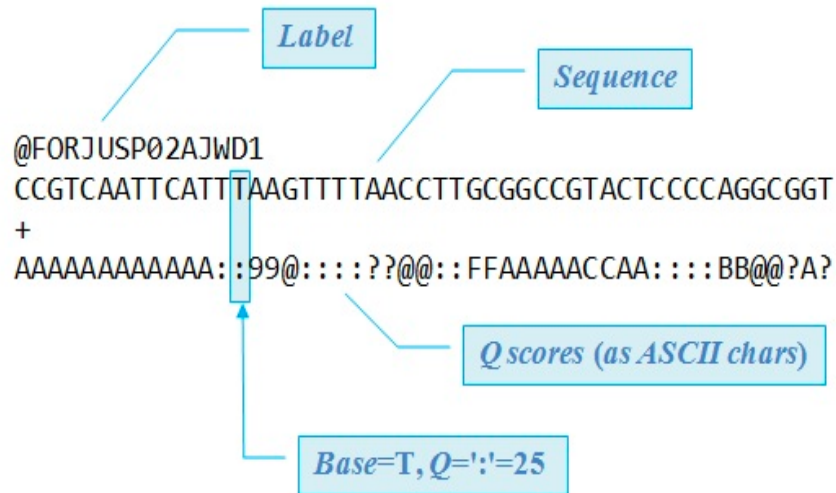 Label
Sequence
@FORJUSP02AJWD1
CCGTCAATTCATTTAAGTTTTAACCTTGCGGCCGTACTCCCCAGGCGGT
+
AAAAAAAAAAAA::99@::::??@@::FFAAAAACCAA::::BB@@?A?
Q scores (as ASCII chars)
Base=T, Q=':'=25